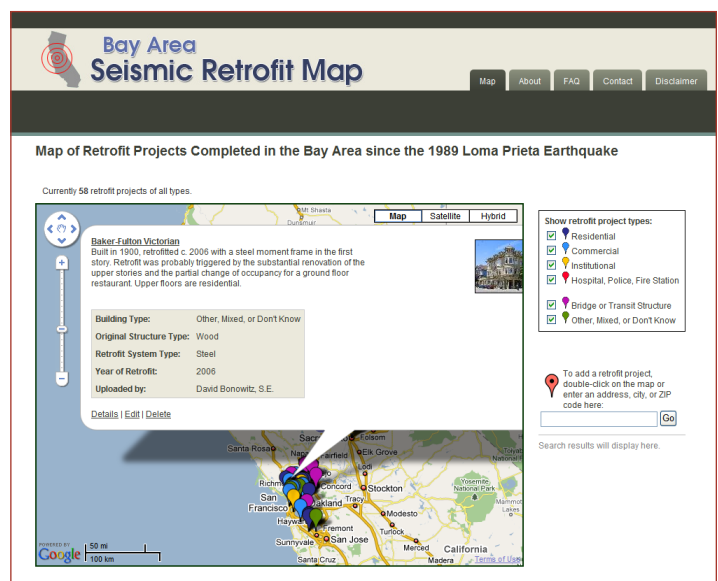 Bay Area
Seismic Retrofit Map
Map
About
FAQ
Contact
Disclaimer
Map of Retrofit Projects Completed in the Bay Area since the 1989 Loma Prieta Earthquake
Currently 58 retrofit projects of all types.
Mt Shasta
Dunsmuir
Map
Satellite
Hybrid
Baker-Fulton Victorian
Built in 1900, retrofitted c. 2006 with a steel moment frame in the first
story. Retrofit was probably triggered by the substantial renovation of the
upper stories and the partial change of occupancy for a ground floor
restaurant. Upper floors are residential.
Building Type: Other, Mixed, or Don't Know
Original Structure Type: Wood
Retrofit System Type: Steel
Year of Retrofit: 2006
Uploaded by: David Bonowitz, S.E.
Details | Edit | Delete
Show retrofit project types:
Residential
Commercial
Institutional
Hospital, Police, Fire Station
Bridge or Transit Structure
Other, Mixed, or Don't Know
To add a retrofit project,
double-click on the map or
enter an address, city, or ZIP
code here:
Go
Search results will display here.
Folsom
Santa Rosa
Elk Grove
Lodi
Concord
Stockton
Yosemite
National Park
San
Francisco
Tracy
Modesto
Mammoth
Lakes
Fremont
Turlock
Sunnyvale
San Jose
Merced
California
Santa Cruz
Madera
Terms of Use
POWERED BY
Google
50 mi
100 km